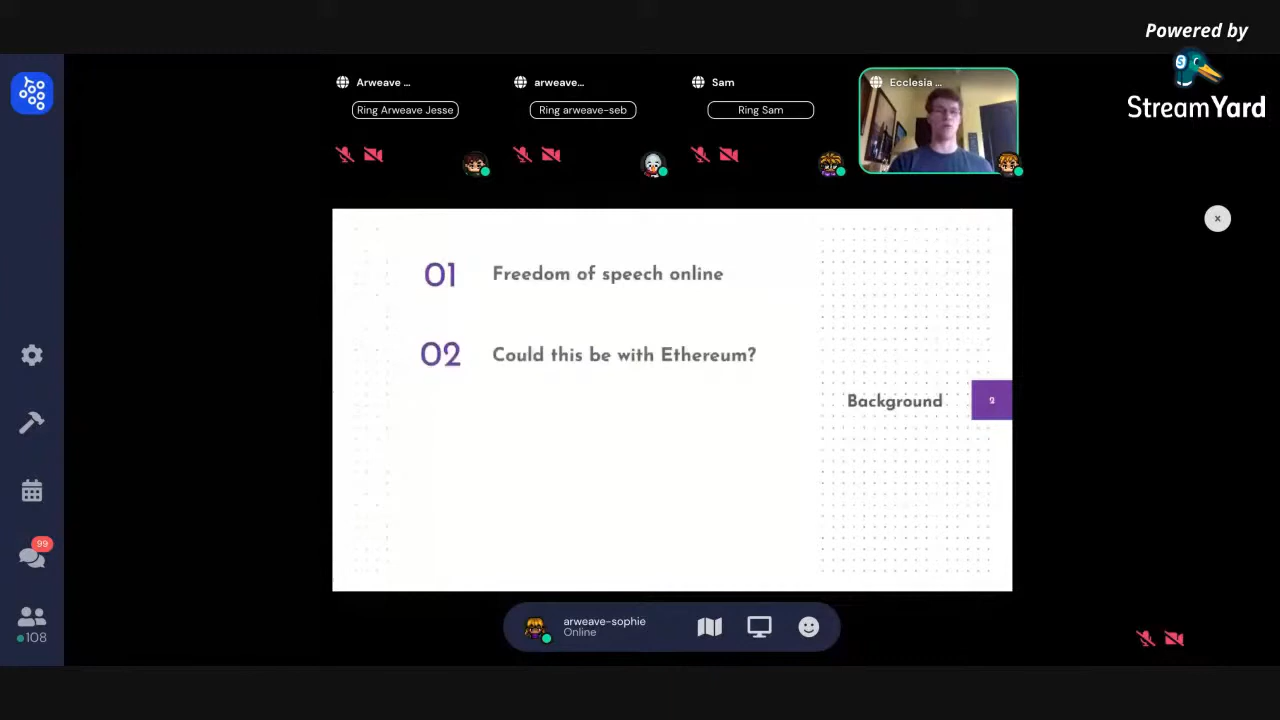 Powered by
StreamYard
Arweave ...
arweave...
Sam
Ecclesia ...
Ring Arweave Jesse
Ring arweave-seb
Ring Sam
×
01 Freedom of speech online
02 Could this be with Ethereum?
Background 2
99
108
arweave-sophie
Online